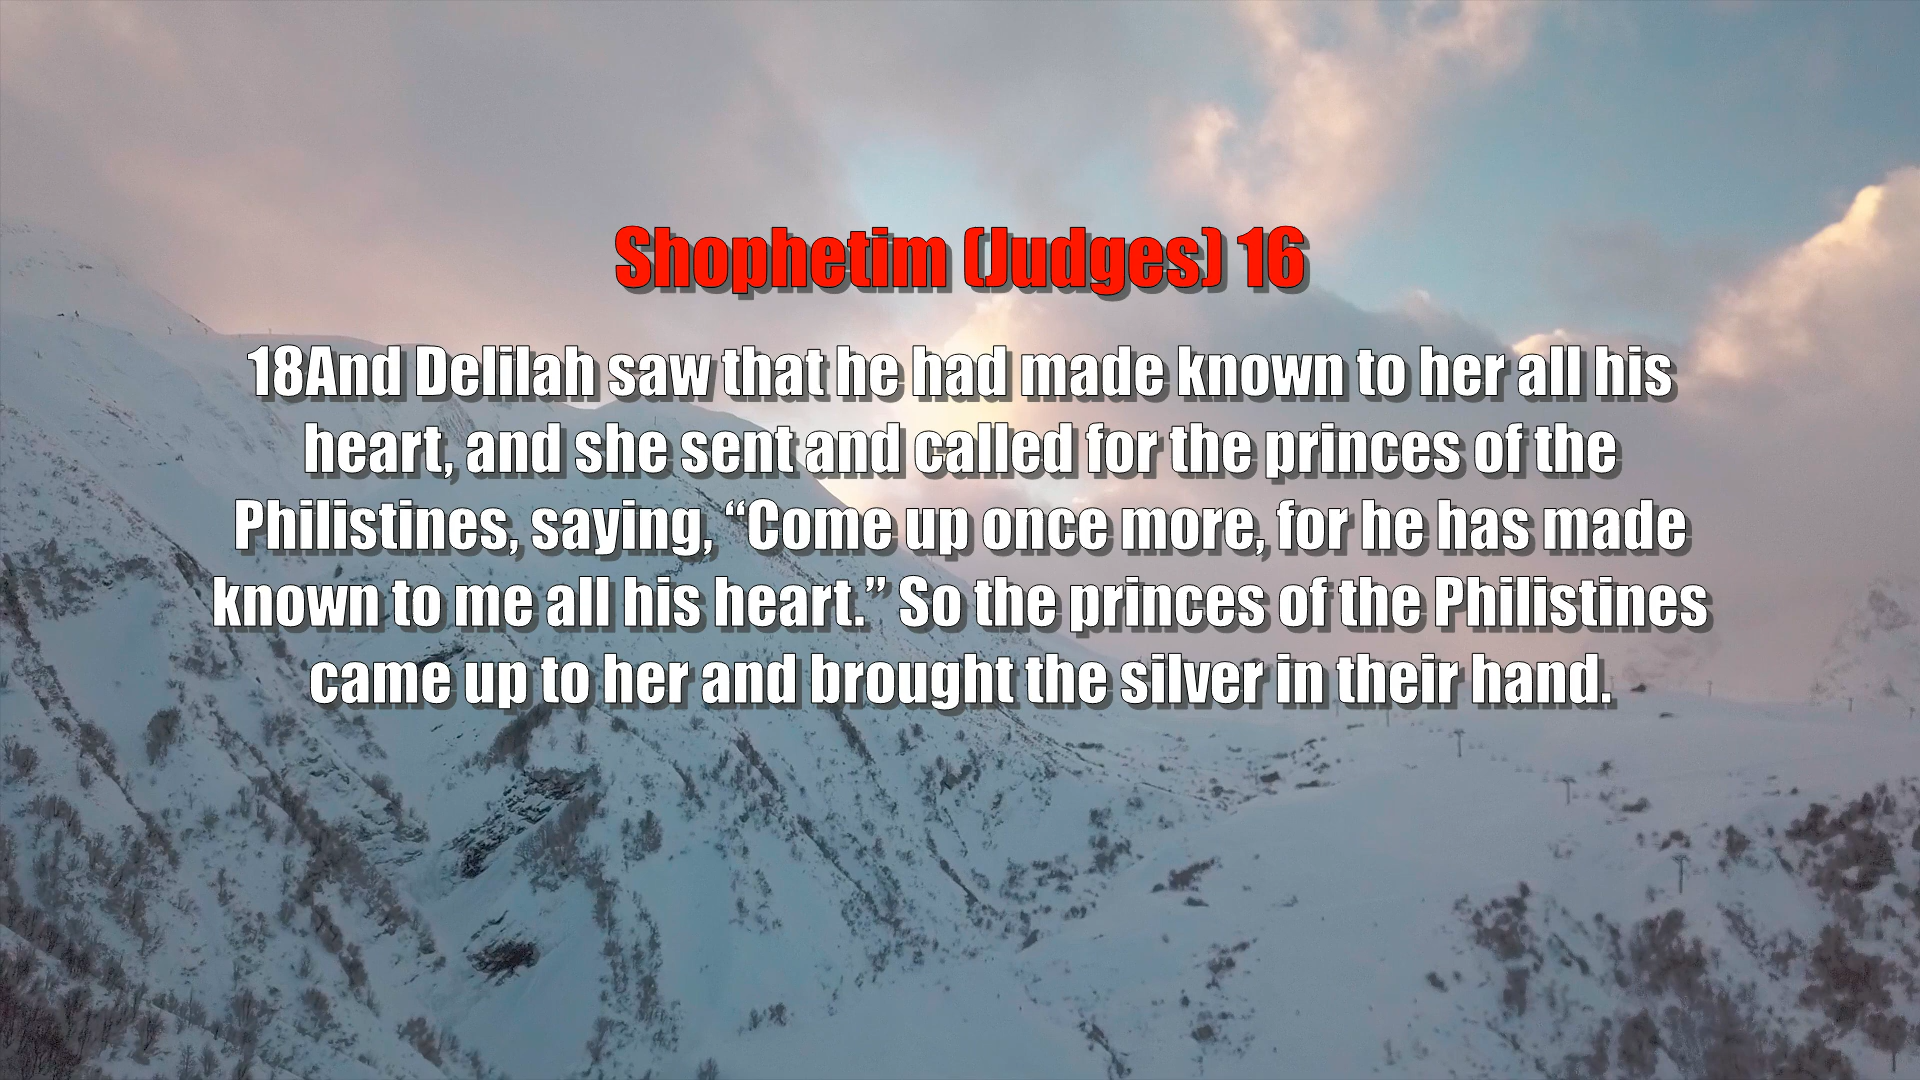 Shophetim (Judges) 16
18And Delilah saw that he had made known to her all his
heart, and she sent and called for the princes of the
Philistines, saying, “Come up once more, for he has made
known to me all his heart.” So the princes of the Philistines
came up to her and brought the silver in their hand.